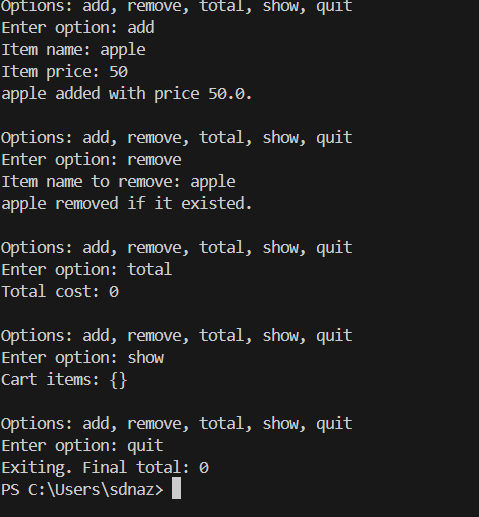 Options: add, remove, total, show, quit
Enter option: add
Item name: apple
Item price: 50
apple added with price 50.0.
Options: add, remove, total, show, quit
Enter option: remove
Item name to remove: apple
apple removed if it existed.
Options: add, remove, total, show, quit
Enter option: total
Total cost: 0
Options: add, remove, total, show, quit
Enter option: show
Cart items: {}
Options: add, remove, total, show, quit
Enter option: quit
Exiting. Final total: 0
PS C:\Users\sdnaz>